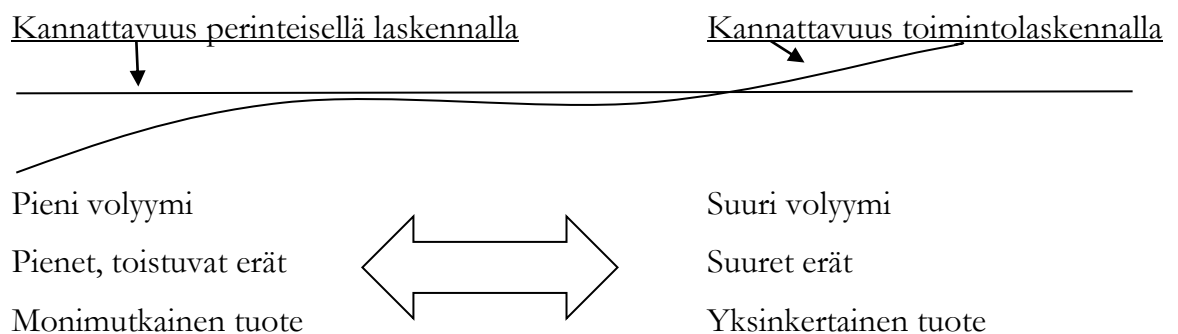 Kannattavuus perinteisellä laskennalla
Kannattavuus toimintolaskennalla
Pieni volyymi
Suuri volyymi
Pienet, toistuvat erät
Suuret erät
Monimutkainen tuote
Yksinkertainen tuote